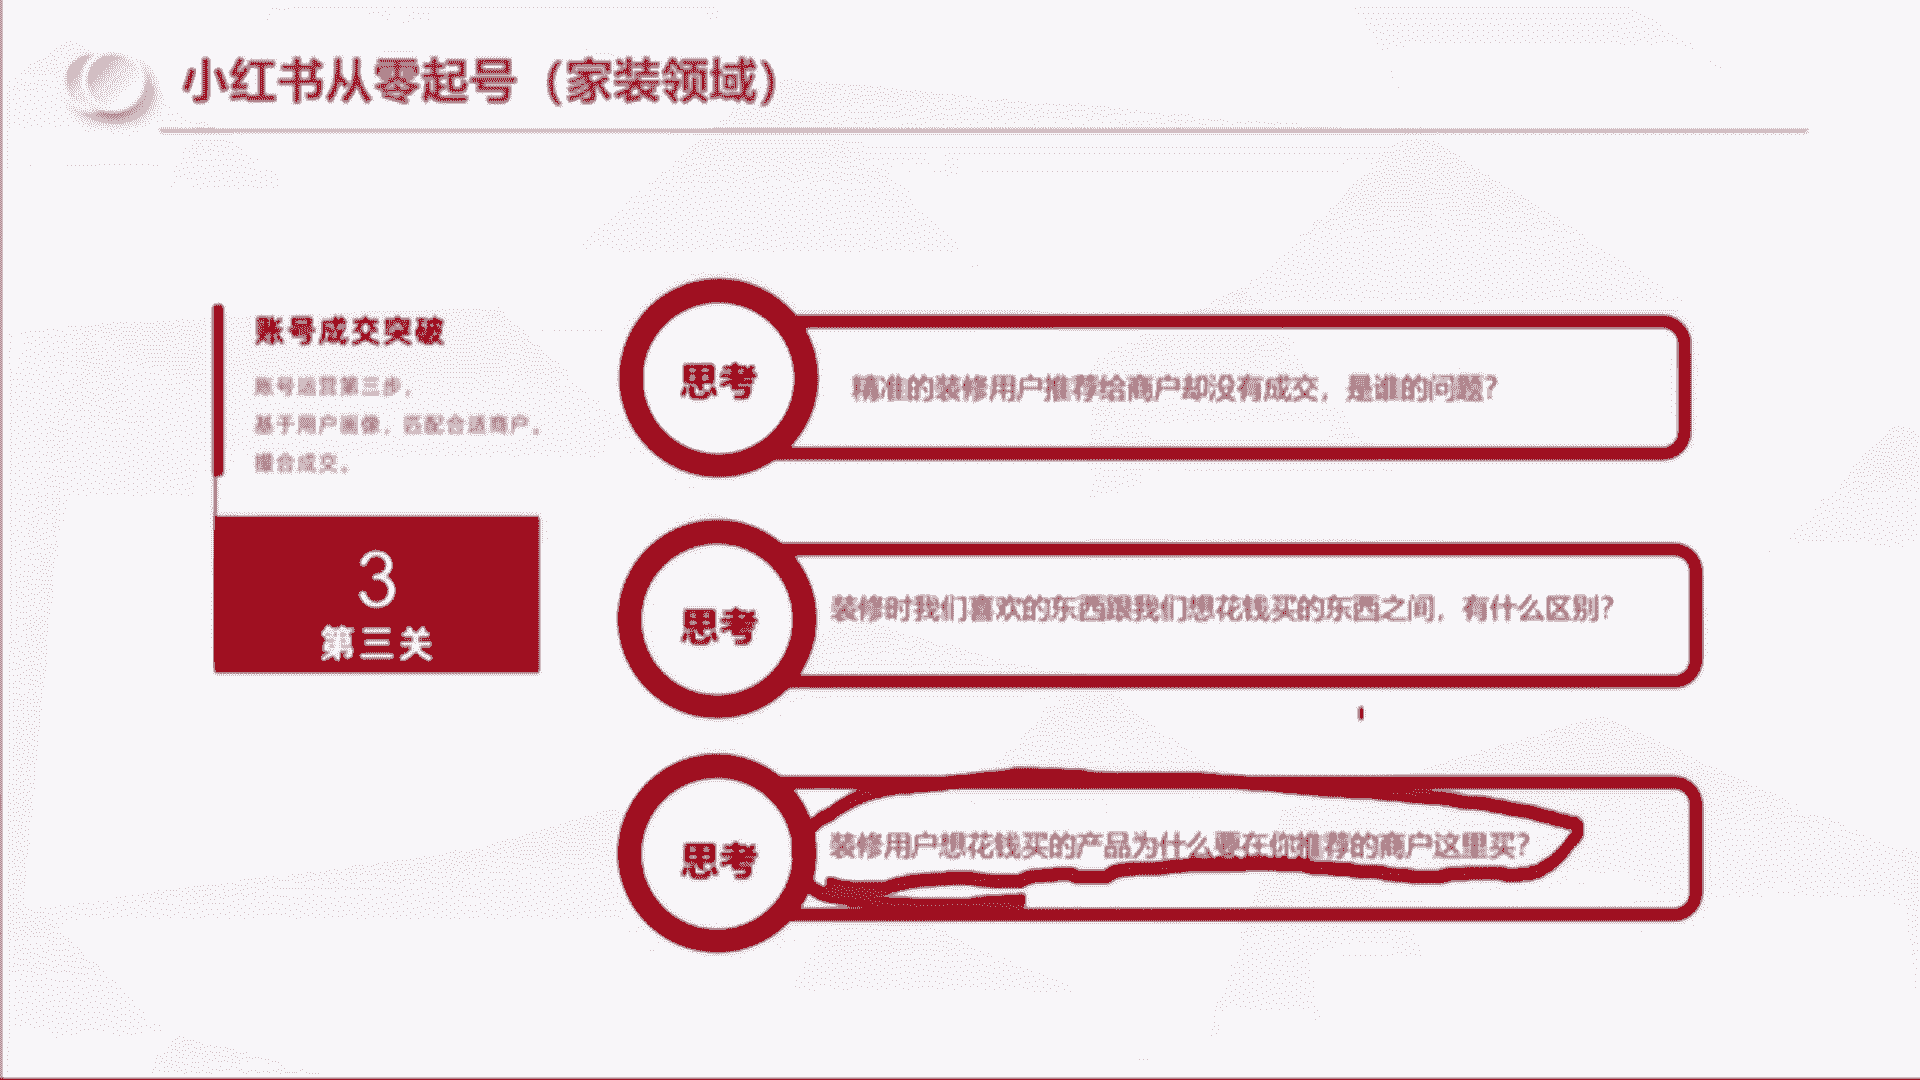 小红书从零起号（家装领域）
账号成交突破
账号运营第三步，
基于用户画像，匹配合适商户。
撮合成交。
3
第三关
思考
精准的装修用户推荐给商户却没有成交，是谁的问题？
思考
装修时我们喜欢的东西跟我们想花钱买的东西之间，有什么区别？
思考
装修用户想花钱买的产品为什么要在你推荐的商户这里买？